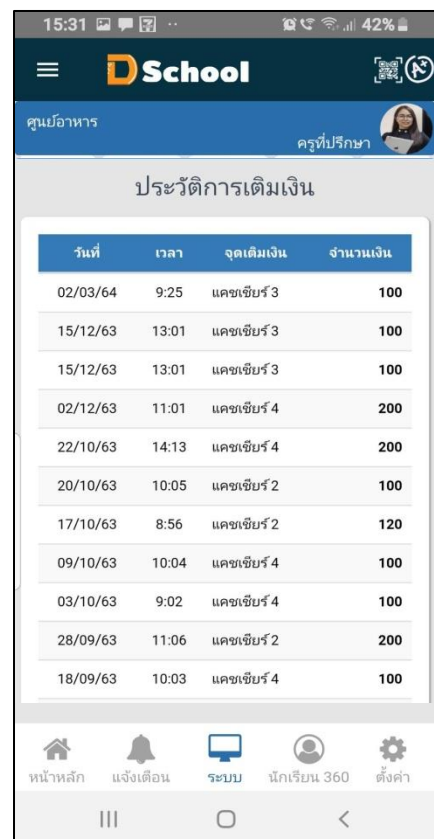 15:31 42%
DSchool A+
ศูนย์อาหาร
ครูที่ปรึกษา
ประวัติการเติมเงิน
วันที่ เวลา จุดเติมเงิน จำนวนเงิน
02/03/64 9:25 แคชเชียร์ 3 100
15/12/63 13:01 แคชเชียร์ 3 100
15/12/63 13:01 แคชเชียร์ 3 100
02/12/63 11:01 แคชเชียร์ 4 200
22/10/63 14:13 แคชเชียร์ 4 200
20/10/63 10:05 แคชเชียร์ 2 100
17/10/63 8:56 แคชเชียร์ 2 120
09/10/63 10:04 แคชเชียร์ 4 100
03/10/63 9:02 แคชเชียร์ 4 100
28/09/63 11:06 แคชเชียร์ 2 200
18/09/63 10:03 แคชเชียร์ 4 100
หน้าหลัก แจ้งเตือน ระบบ นักเรียน 360 ตั้งค่า